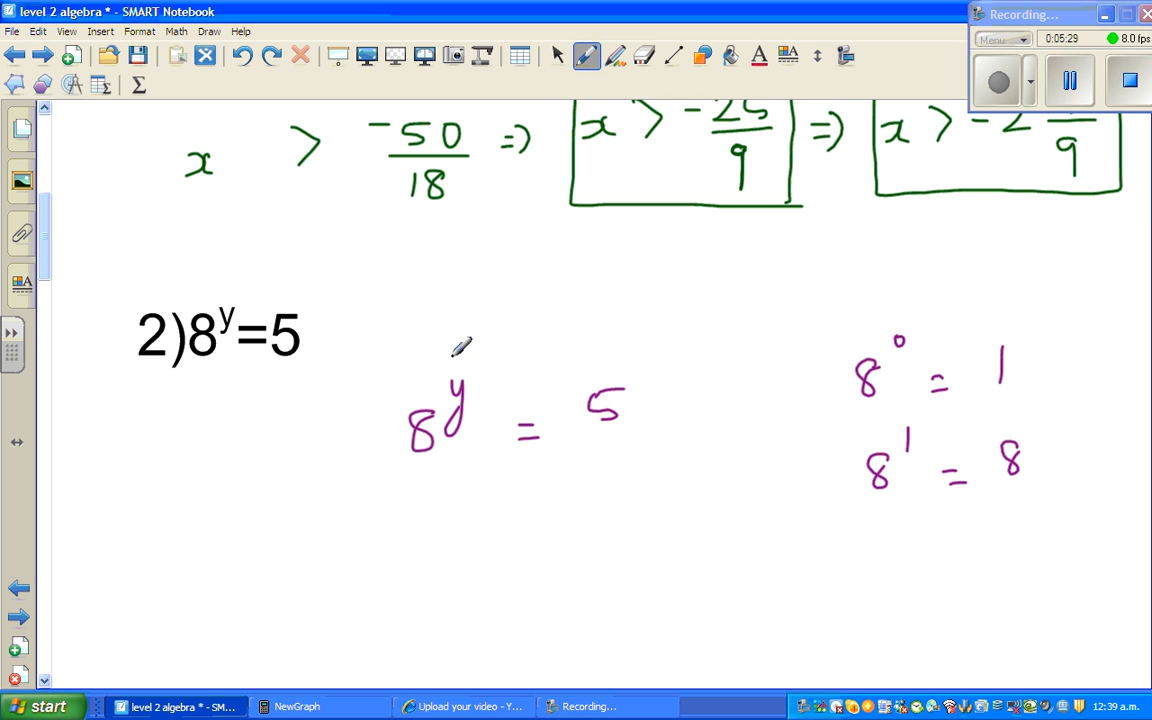 level 2 algebra * - SMART Notebook
Recording...
File Edit View Insert Format Math Draw Help
Menu
0:05:29
8.0 fps
x > -50/18 => x > -25/9 => x > -2 /9
2)8^y=5
8^y = 5
8^0 = 1
8^1 = 8
start
level 2 algebra * - SM...
NewGraph
Upload your video - Y...
Recording...
12:39 a.m.